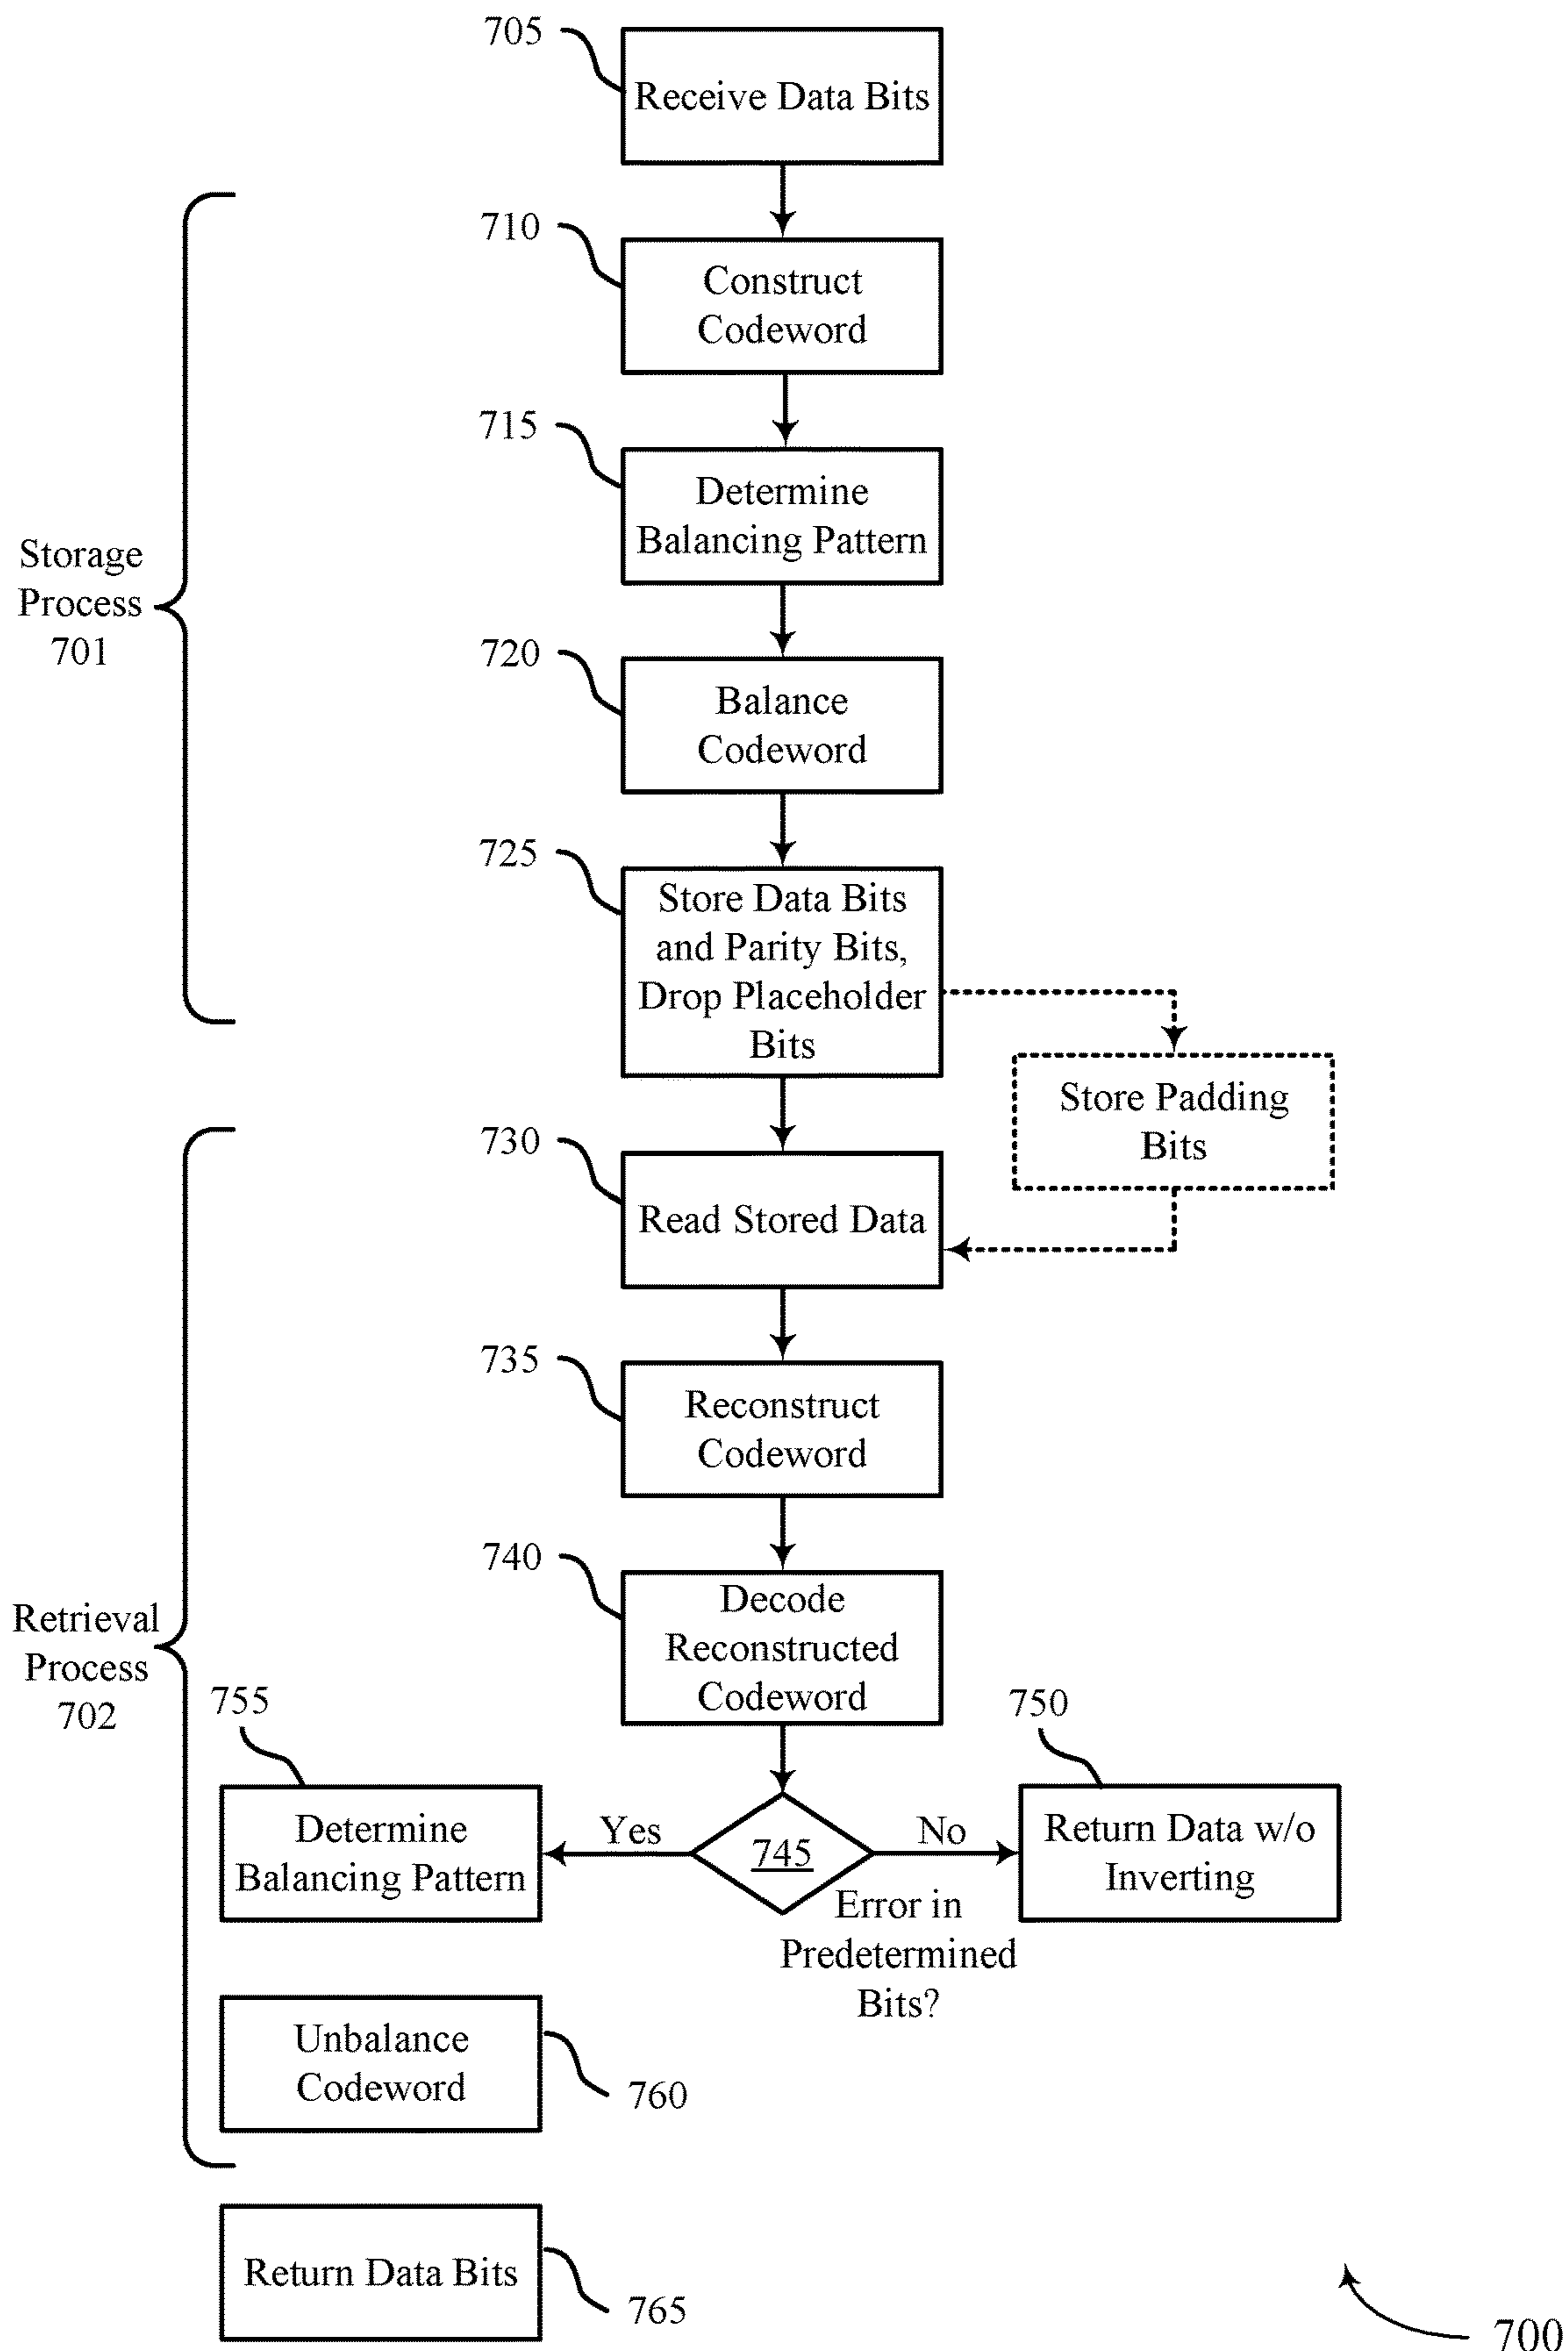 705
Receive Data Bits
710
Construct
Codeword
715
Determine
Balancing Pattern
Storage
Process
701
720
Balance
Codeword
725
Store Data Bits
and Parity Bits,
Drop Placeholder
Bits
Store Padding
Bits
730
Read Stored Data
735
Reconstruct
Codeword
740
Decode
Reconstructed
Codeword
Retrieval
Process
702
755
Determine
Balancing Pattern
Yes
745
No
Error in
Predetermined
Bits?
750
Return Data w/o
Inverting
Unbalance
Codeword
760
Return Data Bits
765
700